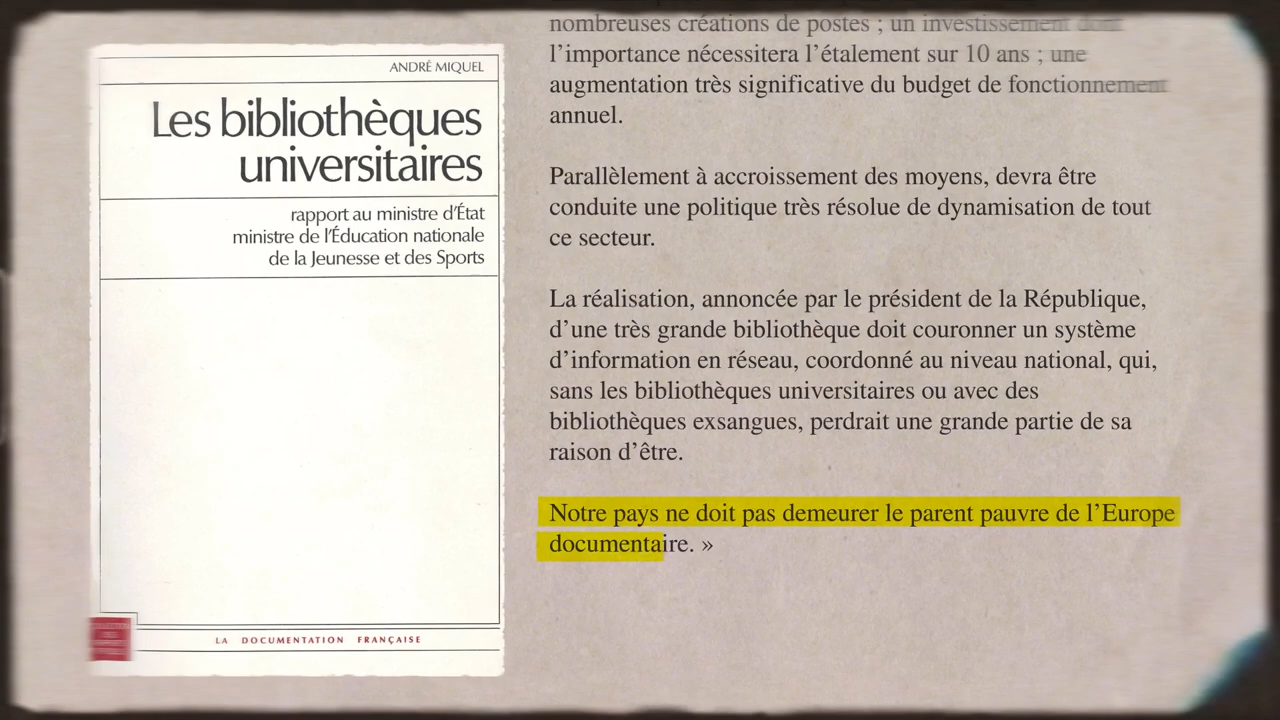 ANDRÉ MIQUEL
Les bibliothèques
universitaires
rapport au ministre d'État
ministre de l'Éducation nationale
de la Jeunesse et des Sports
LA DOCUMENTATION FRANÇAISE
nombreuses créations de postes ; un investissement dont
l'importance nécessitera l'étalement sur 10 ans ; une
augmentation très significative du budget de fonctionnement
annuel.
Parallèlement à accroissement des moyens, devra être
conduite une politique très résolue de dynamisation de tout
ce secteur.
La réalisation, annoncée par le président de la République,
d'une très grande bibliothèque doit couronner un système
d'information en réseau, coordonné au niveau national, qui,
sans les bibliothèques universitaires ou avec des
bibliothèques exsangues, perdrait une grande partie de sa
raison d'être.
Notre pays ne doit pas demeurer le parent pauvre de l'Europe
documentaire. »